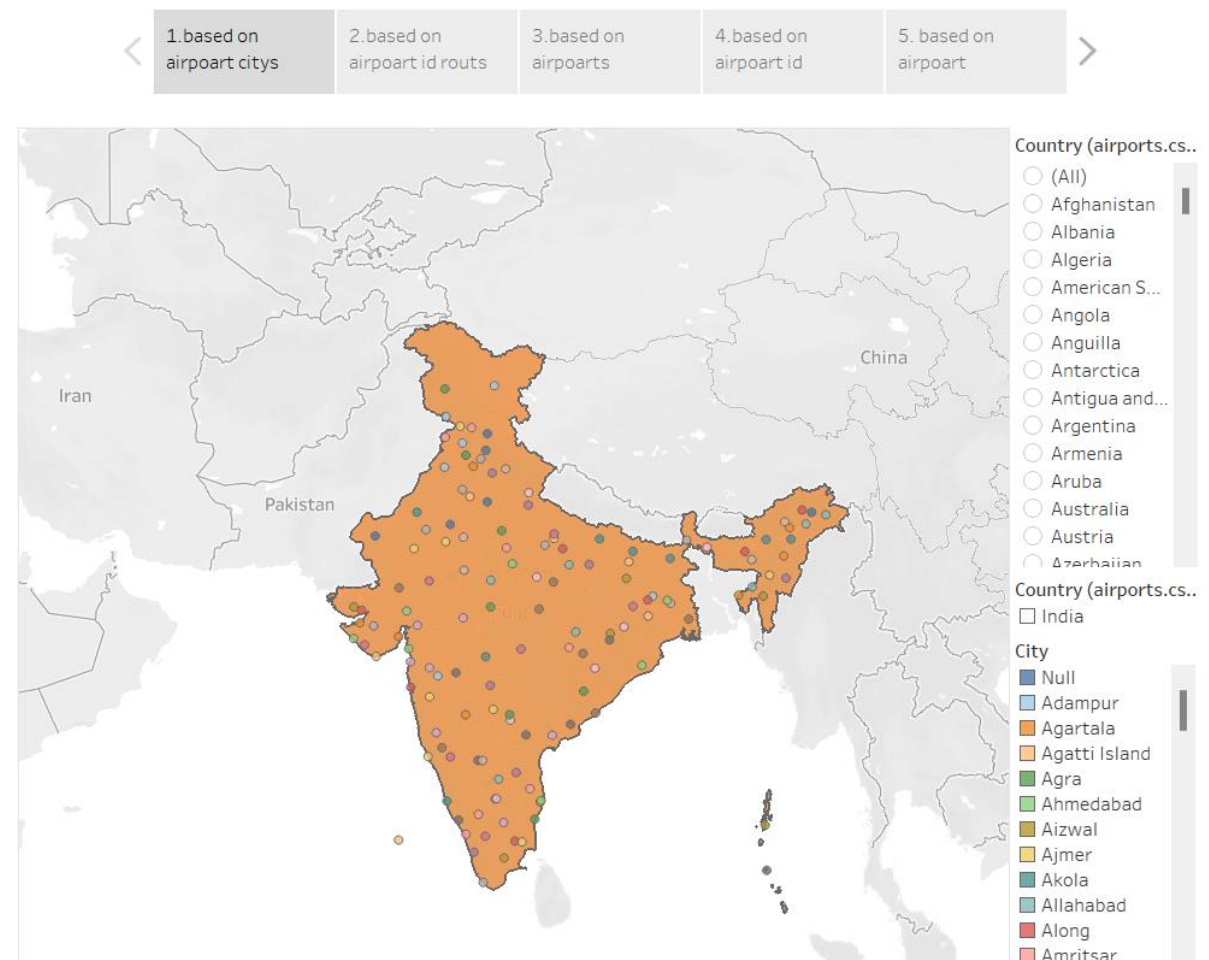 1.based on
airpoart citys
2.based on
airpoart id routs
3.based on
airpoarts
4.based on
airpoart id
5. based on
airpoart
Iran
Pakistan
China
Country (airports.cs..
(All)
Afghanistan
Albania
Algeria
American S...
Angola
Anguilla
Antarctica
Antigua and...
Argentina
Armenia
Aruba
Australia
Austria
Azerbaijan
Country (airports.cs..
India
City
Null
Adampur
Agartala
Agatti Island
Agra
Ahmedabad
Aizwal
Ajmer
Akola
Allahabad
Along
Amritsar